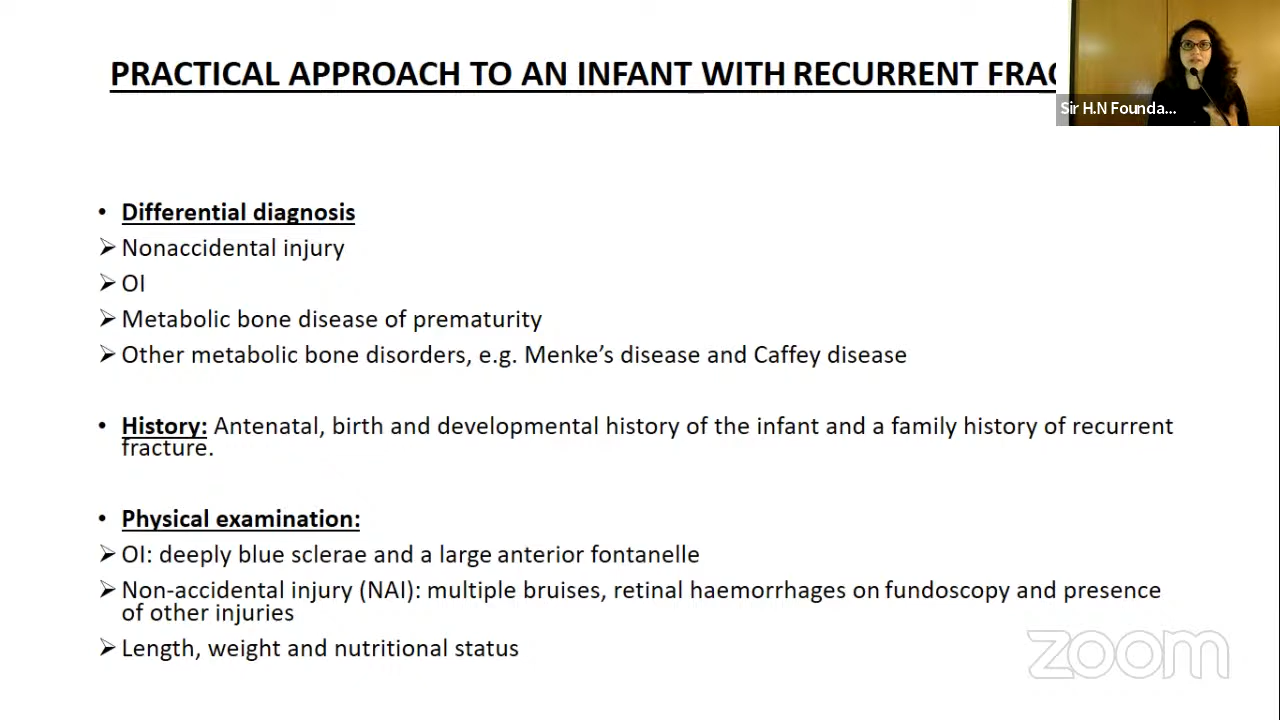 PRACTICAL APPROACH TO AN INFANT WITH RECURRENT FRAC
Sir H.N Founda...
• Differential diagnosis
➢ Nonaccidental injury
➢ OI
➢ Metabolic bone disease of prematurity
➢ Other metabolic bone disorders, e.g. Menke's disease and Caffey disease
• History: Antenatal, birth and developmental history of the infant and a family history of recurrent
fracture.
• Physical examination:
➢ OI: deeply blue sclerae and a large anterior fontanelle
➢ Non-accidental injury (NAI): multiple bruises, retinal haemorrhages on fundoscopy and presence
of other injuries
➢ Length, weight and nutritional status
zoom